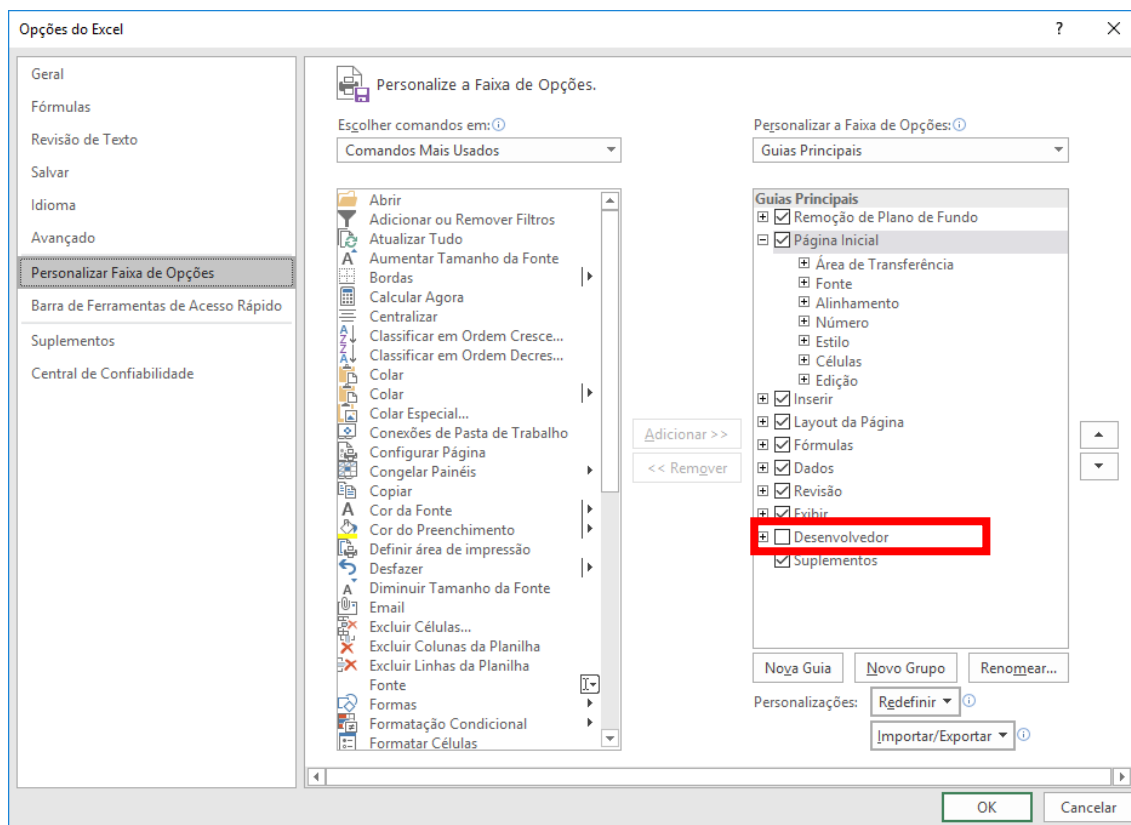 Opções do Excel
?
Geral
Fórmulas
Revisão de Texto
Salvar
Idioma
Avançado
Personalizar Faixa de Opções
Barra de Ferramentas de Acesso Rápido
Suplementos
Central de Confiabilidade
Personalize a Faixa de Opções.
Escolher comandos em:
Comandos Mais Usados
Abrir
Adicionar ou Remover Filtros
Atualizar Tudo
Aumentar Tamanho da Fonte
Bordas
Calcular Agora
Centralizar
Classificar em Ordem Cresce...
Classificar em Ordem Decres...
Colar
Colar
Colar Especial...
Conexões de Pasta de Trabalho
Configurar Página
Congelar Painéis
Copiar
Cor da Fonte
Cor do Preenchimento
Definir área de impressão
Desfazer
Diminuir Tamanho da Fonte
Email
Excluir Células...
Excluir Colunas da Planilha
Excluir Linhas da Planilha
Fonte
Formas
Formatação Condicional
Formatar Células
Adicionar >>
<< Remover
Personalizar a Faixa de Opções:
Guias Principais
Guias Principais
Remoção de Plano de Fundo
Página Inicial
Área de Transferência
Fonte
Alinhamento
Número
Estilo
Células
Edição
Inserir
Layout da Página
Fórmulas
Dados
Revisão
Exibir
Desenvolvedor
Suplementos
Nova Guia
Novo Grupo
Renomear...
Personalizações:
Redefinir
Importar/Exportar
OK
Cancelar